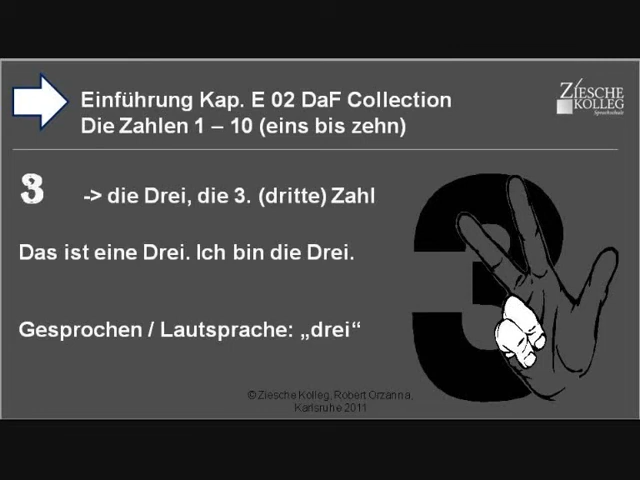 Einführung Kap. E 02 DaF Collection
Die Zahlen 1 – 10 (eins bis zehn)
ZIESCHE
KOLLEG
Sprachschule
3 -> die Drei, die 3. (dritte) Zahl
Das ist eine Drei. Ich bin die Drei.
Gesprochen / Lautsprache: „drei“
3
© Ziesche Kolleg, Robert Orzanna,
Karlsruhe 2011